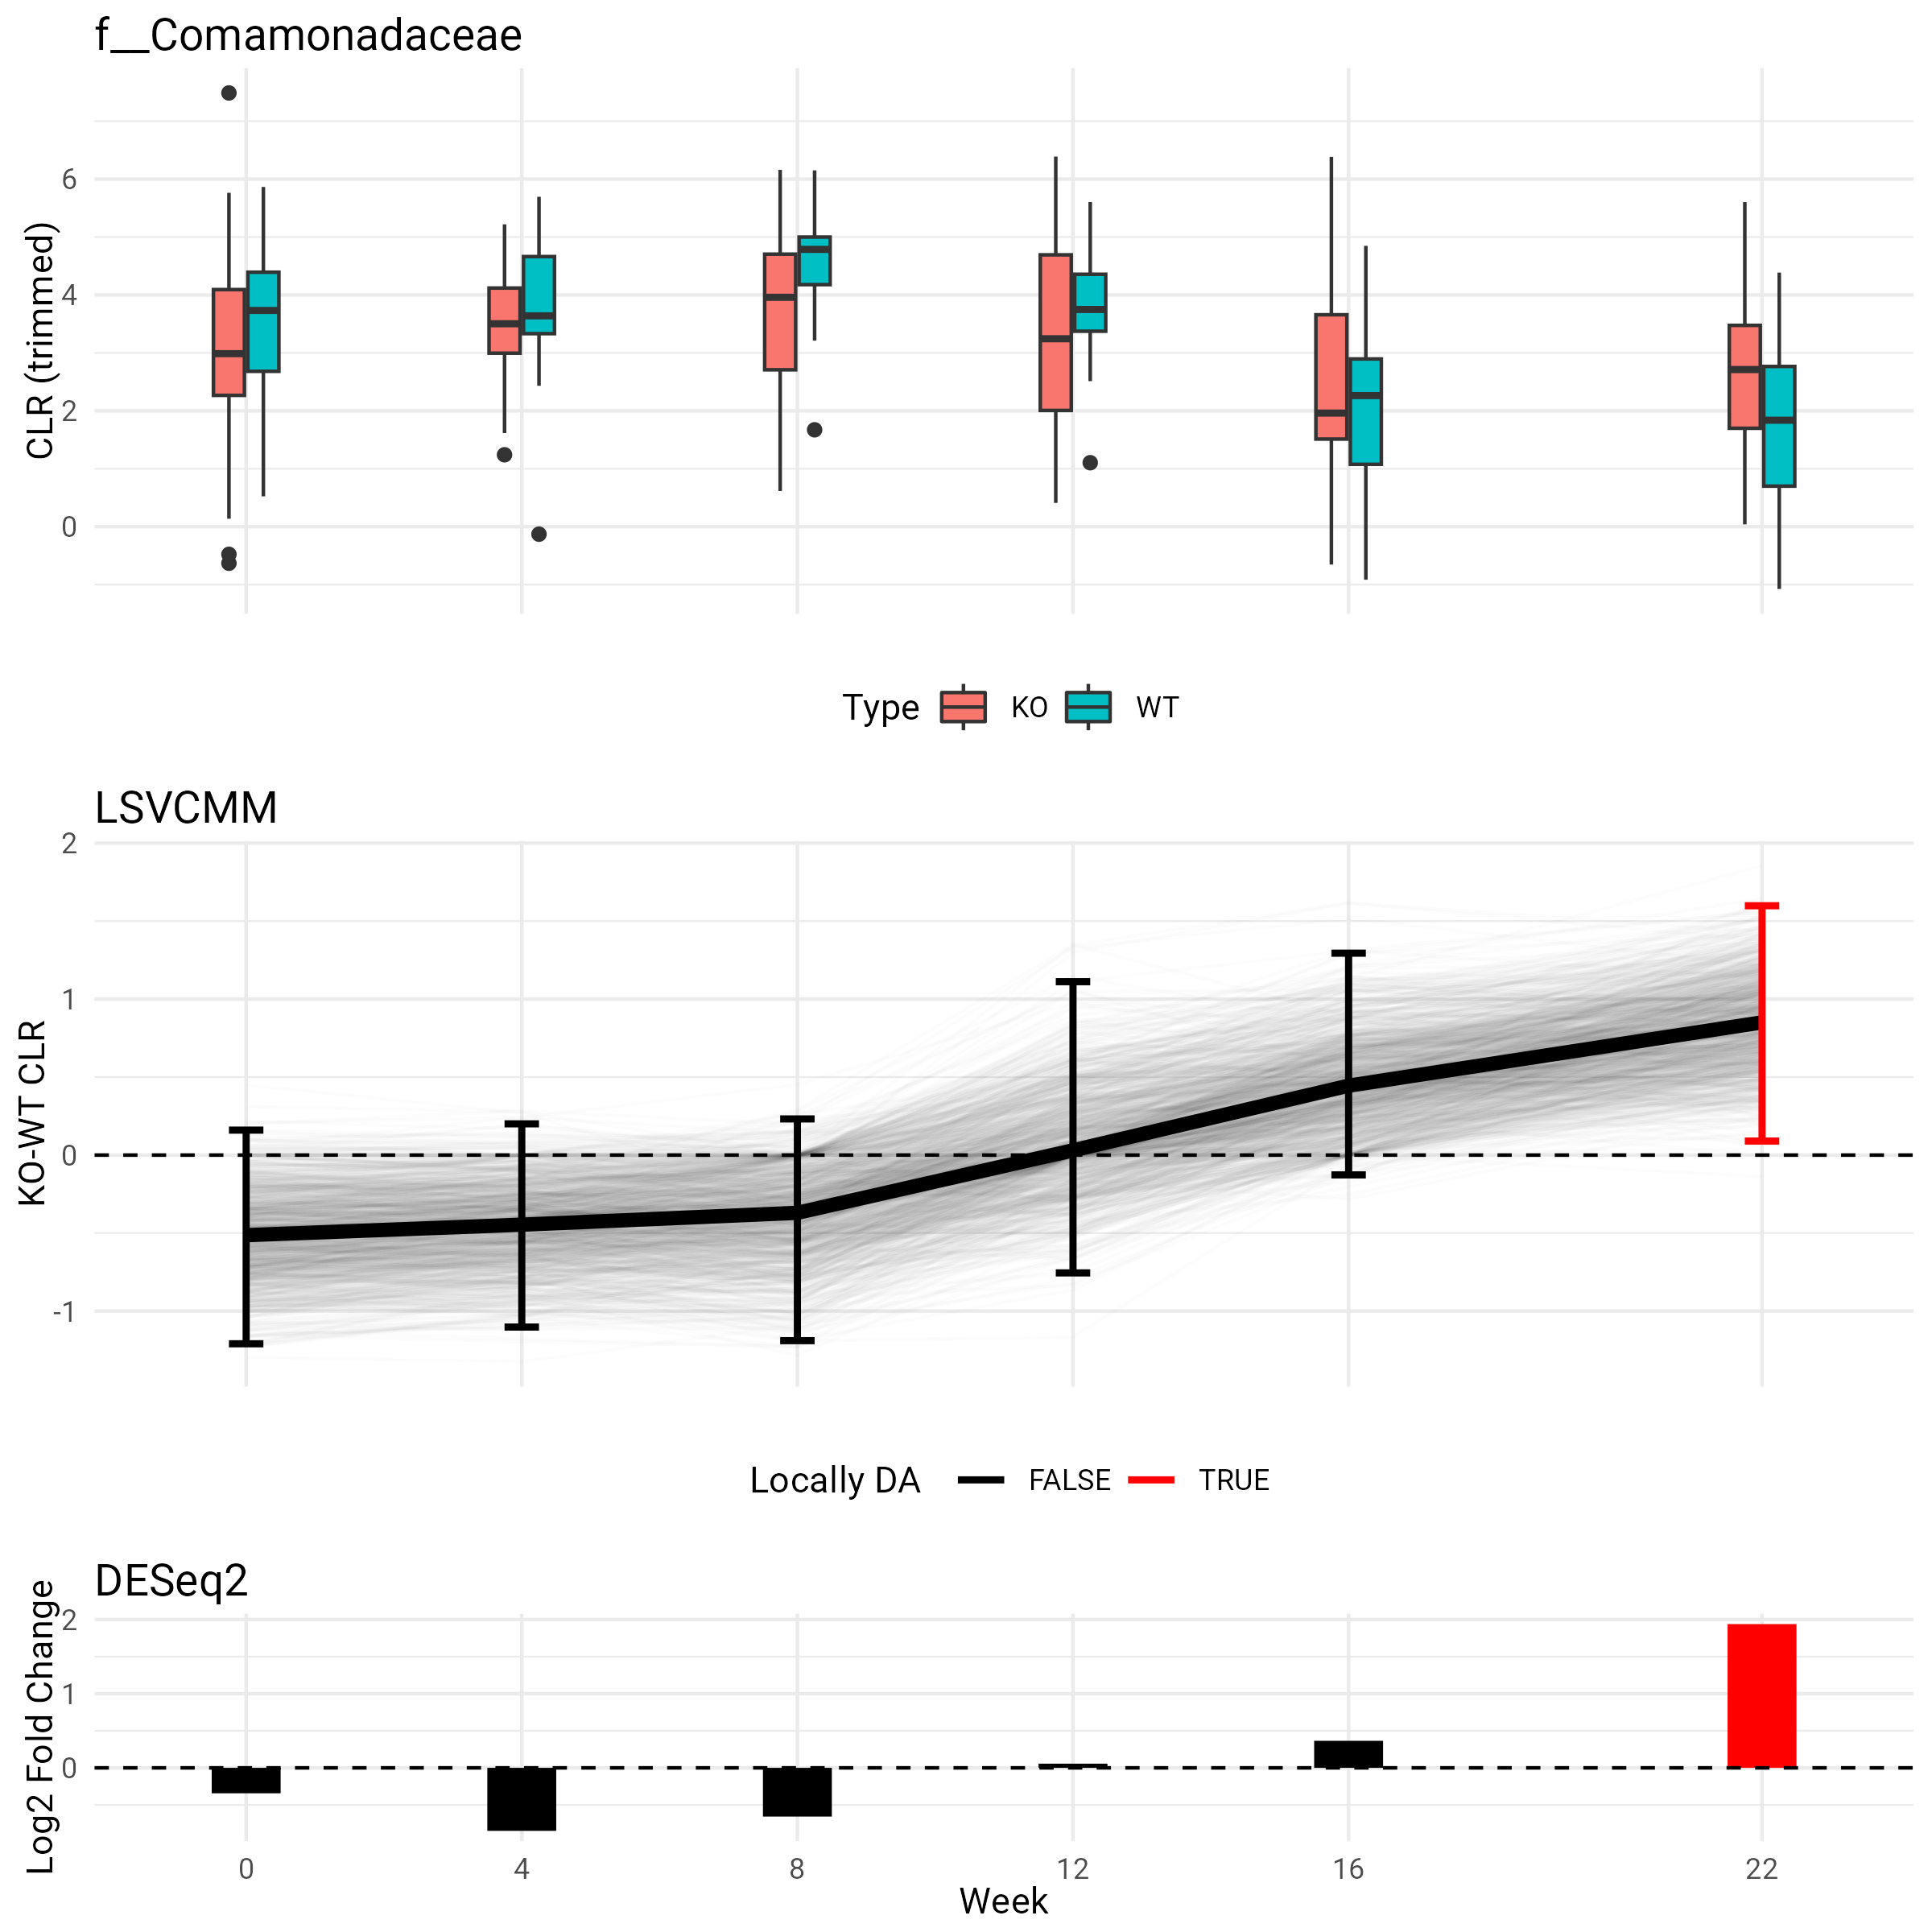 f__Comamonadaceae
CLR (trimmed)
6
4
2
0
Type KO WT
LSVCMM
KO-WT CLR
2
1
0
-1
Locally DA FALSE TRUE
DESeq2
Log2 Fold Change
2
1
0
0 4 8 12 16 22
Week